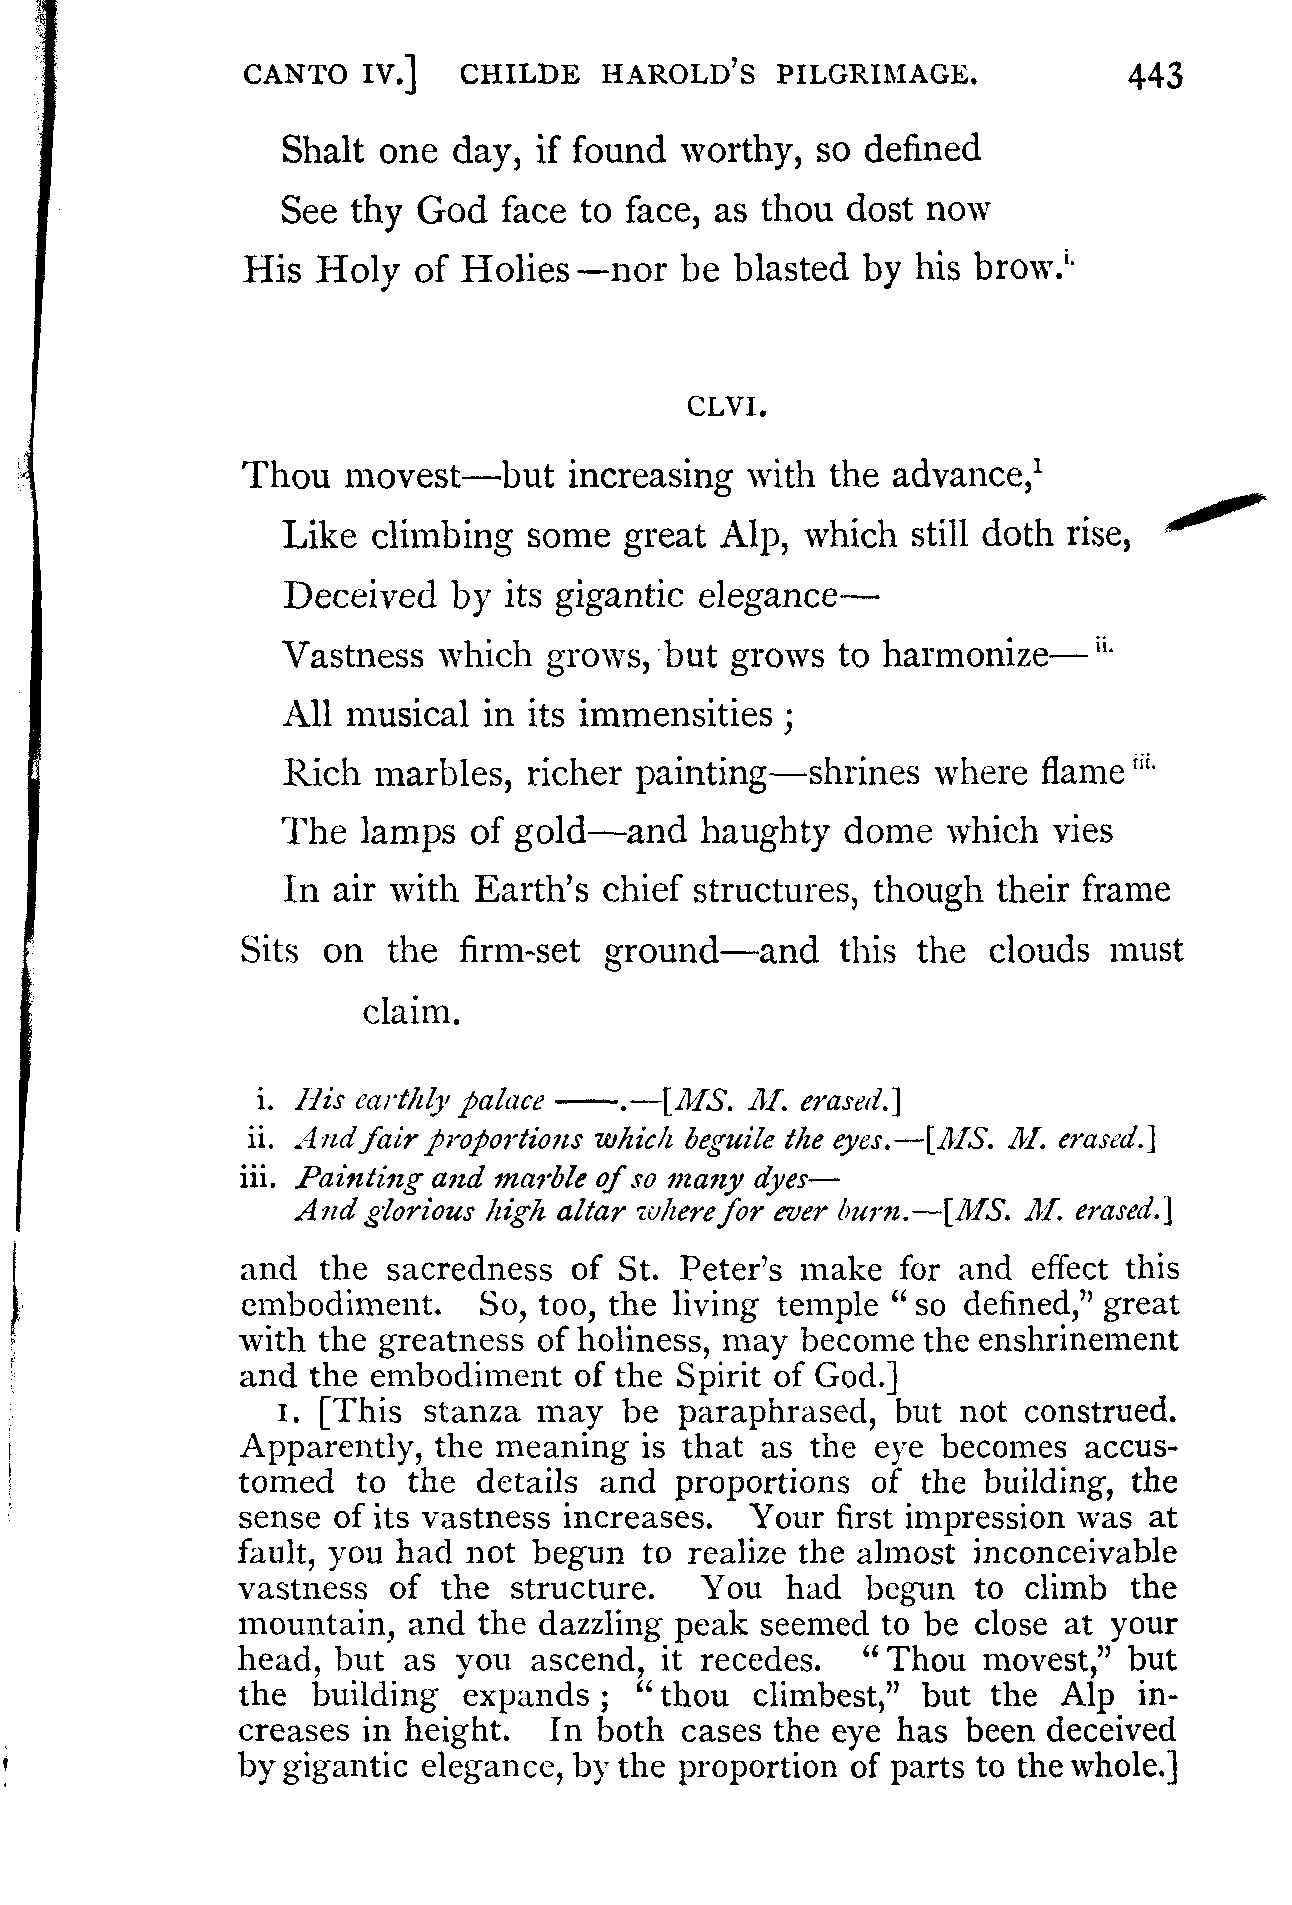 CANTO IV.] CHILDE HAROLD'S PILGRIMAGE. 443
Shalt one day, if found worthy, so defined
See thy God face to face, as thou dost now
His Holy of Holies—nor be blasted by his brow.i.
CLVI.
Thou movest—but increasing with the advance,1
Like climbing some great Alp, which still doth rise,
Deceived by its gigantic elegance—
Vastness which grows, but grows to harmonize—ii.
All musical in its immensities ;
Rich marbles, richer painting—shrines where flame iii.
The lamps of gold—and haughty dome which vies
In air with Earth's chief structures, though their frame
Sits on the firm-set ground—and this the clouds must
claim.
i. His earthly palace ——.—[MS. M. erased.]
ii. And fair proportions which beguile the eyes.—[MS. M. erased.]
iii. Painting and marble of so many dyes—
And glorious high altar where for ever burn.—[MS. M. erased.]
and the sacredness of St. Peter's make for and effect this
embodiment. So, too, the living temple "so defined," great
with the greatness of holiness, may become the enshrinement
and the embodiment of the Spirit of God.]
1. [This stanza may be paraphrased, but not construed.
Apparently, the meaning is that as the eye becomes accus-
tomed to the details and proportions of the building, the
sense of its vastness increases. Your first impression was at
fault, you had not begun to realize the almost inconceivable
vastness of the structure. You had begun to climb the
mountain, and the dazzling peak seemed to be close at your
head, but as you ascend, it recedes. "Thou movest," but
the building expands ; "thou climbest," but the Alp in-
creases in height. In both cases the eye has been deceived
by gigantic elegance, by the proportion of parts to the whole.]